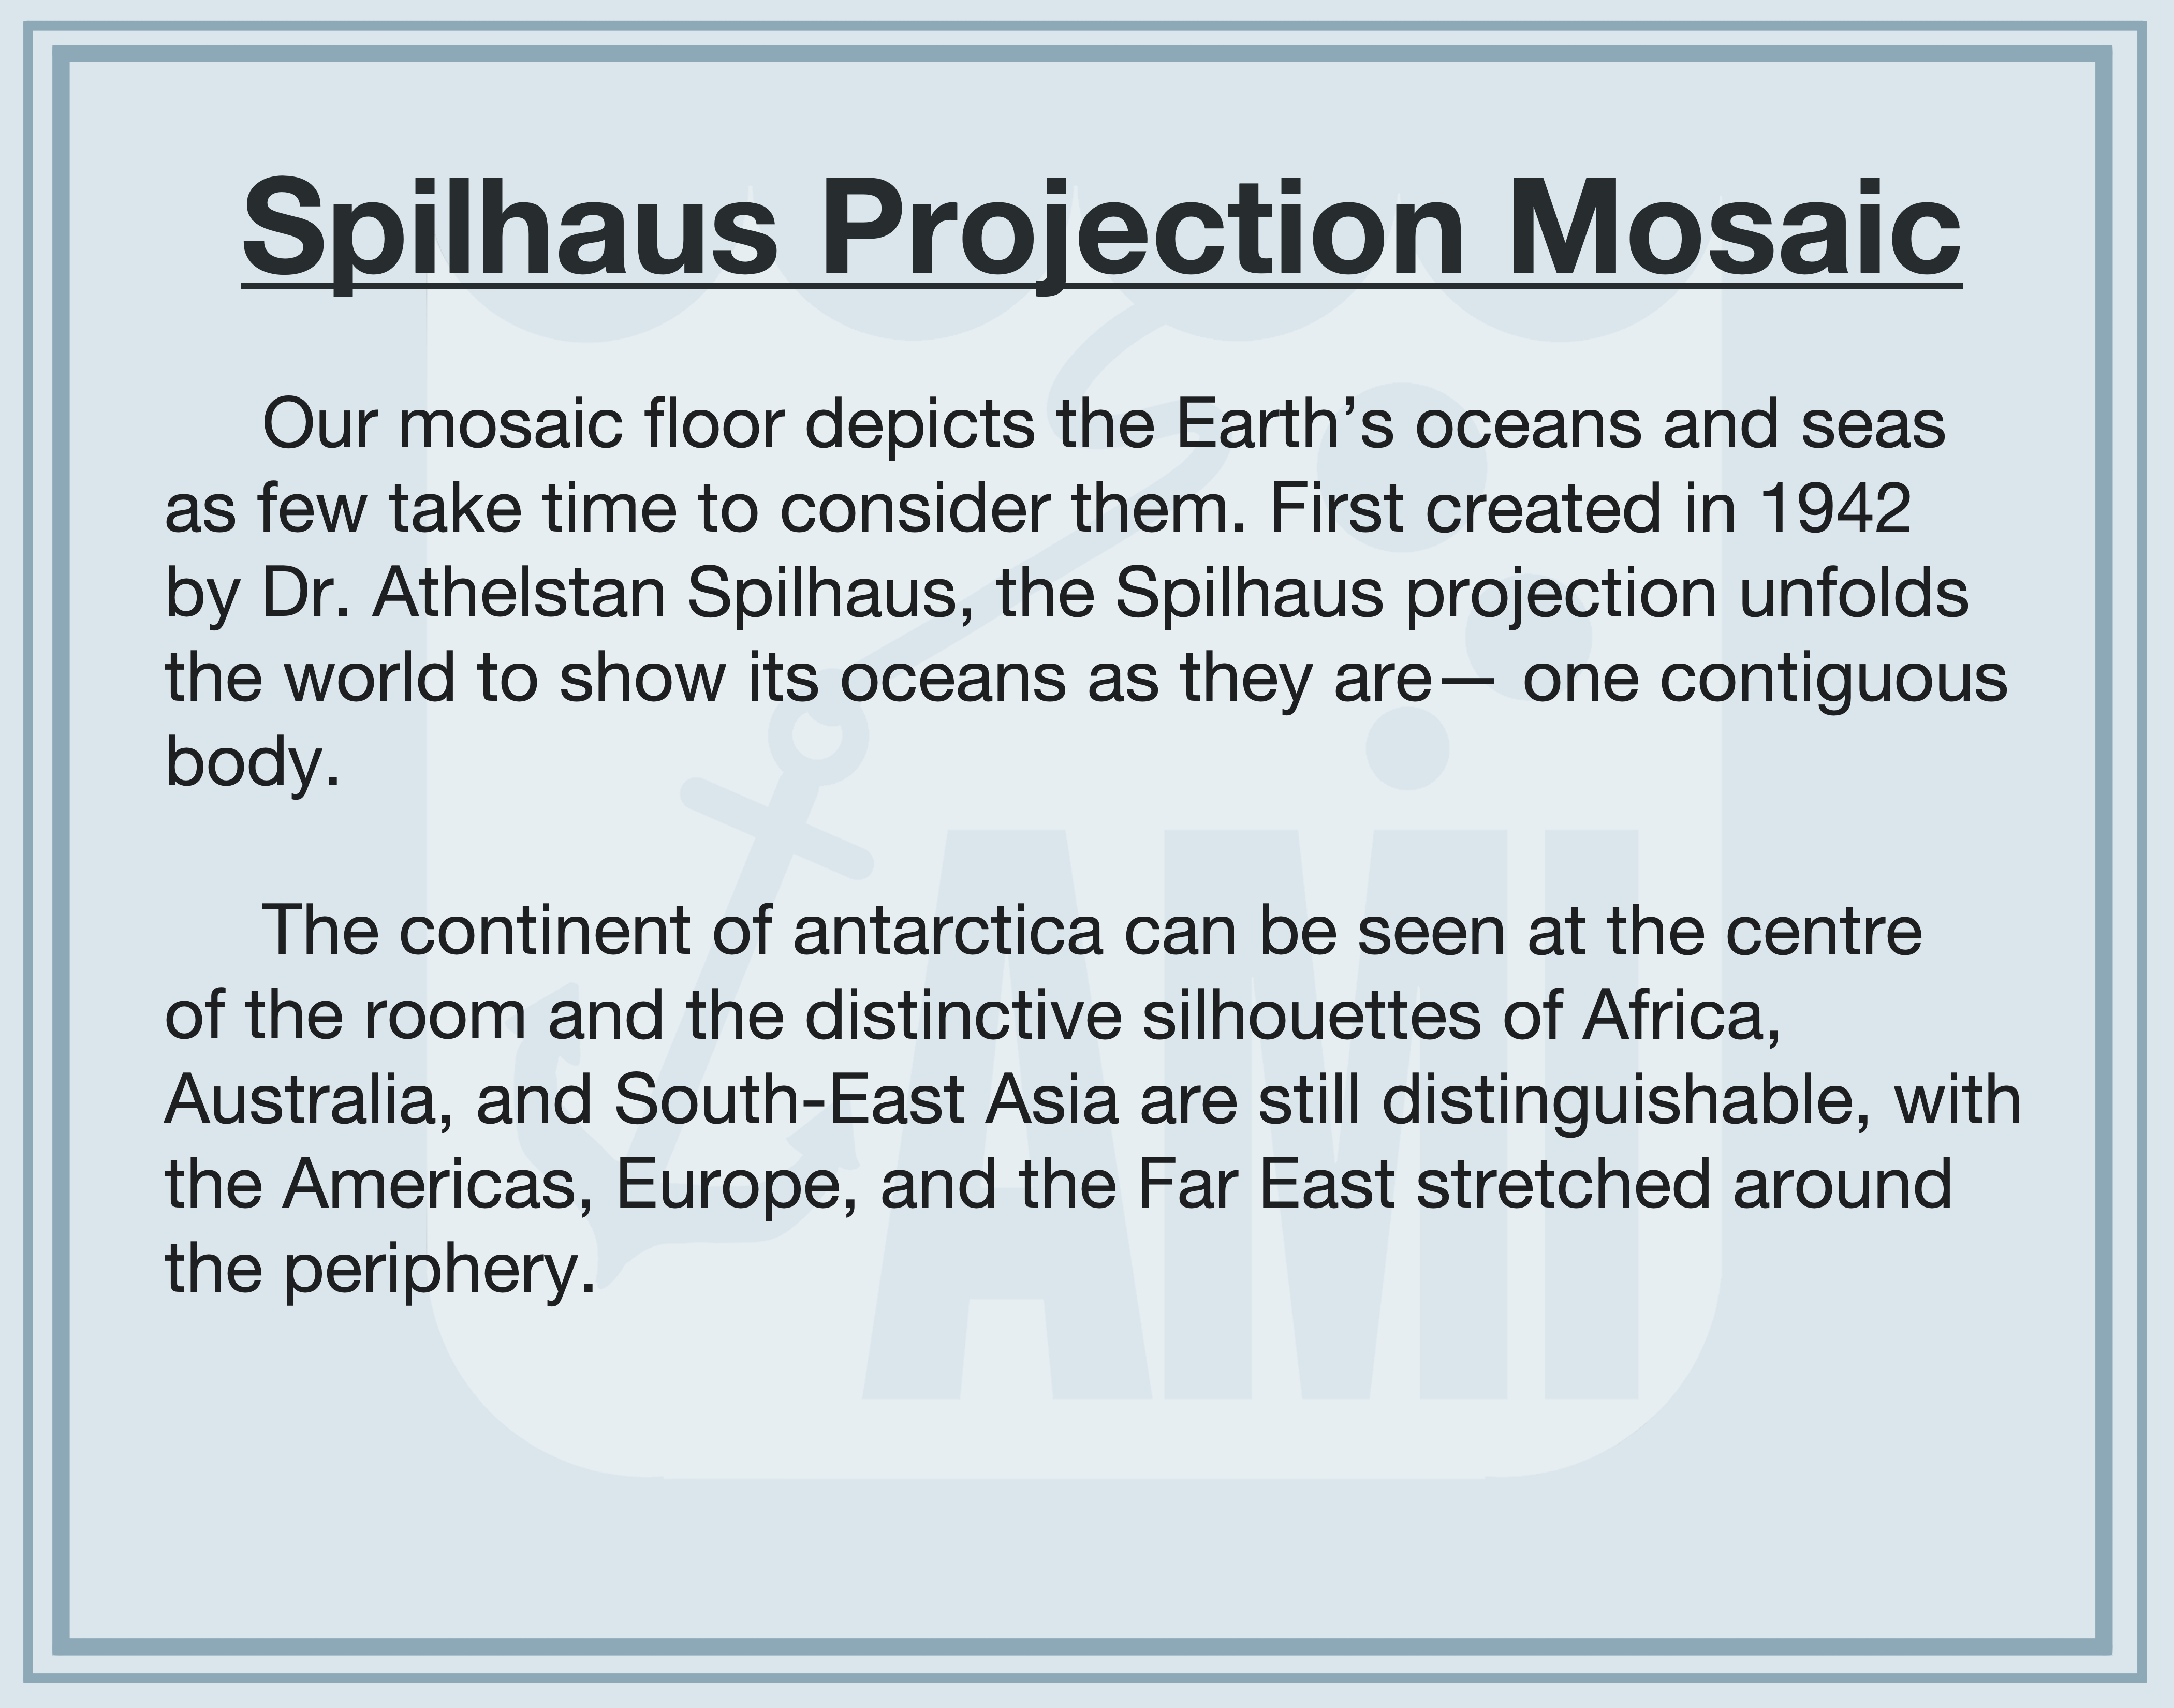 Spilhaus Projection Mosaic
Our mosaic floor depicts the Earth’s oceans and seas
as few take time to consider them. First created in 1942
by Dr. Athelstan Spilhaus, the Spilhaus projection unfolds
the world to show its oceans as they are— one contiguous
body.
The continent of antarctica can be seen at the centre
of the room and the distinctive silhouettes of Africa,
Australia, and South-East Asia are still distinguishable, with
the Americas, Europe, and the Far East stretched around
the periphery.
AMI